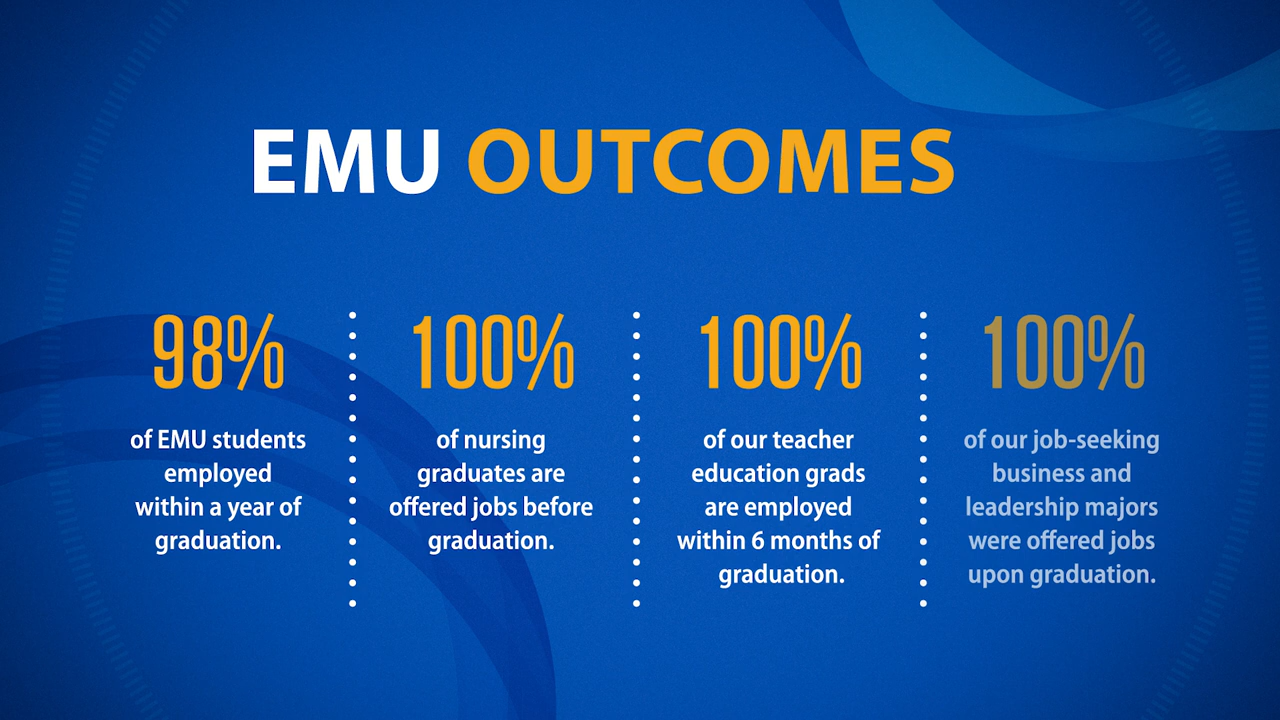 EMU OUTCOMES
98%
of EMU students
employed
within a year of
graduation.
100%
of nursing
graduates are
offered jobs before
graduation.
100%
of our teacher
education grads
are employed
within 6 months of
graduation.
100%
of our job-seeking
business and
leadership majors
were offered jobs
upon graduation.